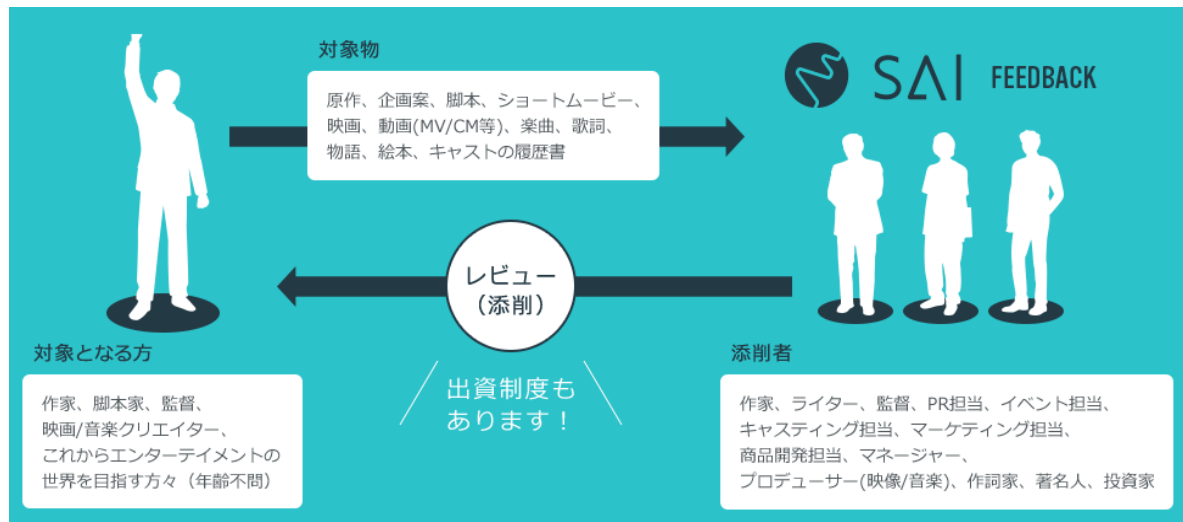 対象物
原作、企画案、脚本、ショートムービー、
映画、動画(MV/CM等)、楽曲、歌詞、
物語、絵本、キャストの履歴書
SAI FEEDBACK
レビュー
（添削）
出資制度も
あります！
対象となる方
作家、脚本家、監督、
映画/音楽クリエイター、
これからエンターテイメントの
世界を目指す方々（年齢不問）
添削者
作家、ライター、監督、PR担当、イベント担当、
キャスティング担当、マーケティング担当、
商品開発担当、マネージャー、
プロデューサー(映像/音楽)、作詞家、著名人、投資家